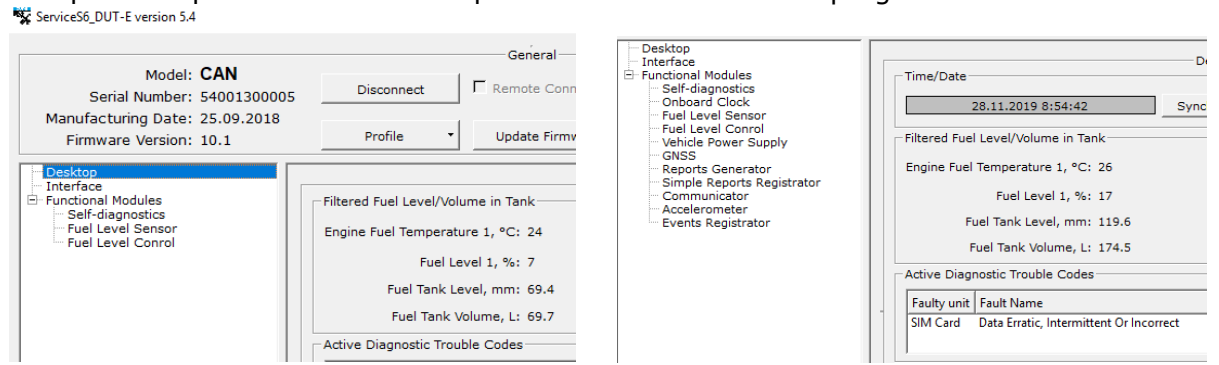 ServiceS6_DUT-E version 5.4
General
Model: CAN
Serial Number: 54001300005
Manufacturing Date: 25.09.2018
Firmware Version: 10.1
Disconnect
Remote Conn
Profile
Update Firmw
Desktop
Interface
Functional Modules
Self-diagnostics
Fuel Level Sensor
Fuel Level Conrol
Filtered Fuel Level/Volume in Tank
Engine Fuel Temperature 1, °C: 24
Fuel Level 1, %: 7
Fuel Tank Level, mm: 69.4
Fuel Tank Volume, L: 69.7
Active Diagnostic Trouble Codes
Desktop
Interface
Functional Modules
Self-diagnostics
Onboard Clock
Fuel Level Sensor
Fuel Level Conrol
Vehicle Power Supply
GNSS
Reports Generator
Simple Reports Registrator
Communicator
Accelerometer
Events Registrator
De
Time/Date
28.11.2019 8:54:42
Sync
Filtered Fuel Level/Volume in Tank
Engine Fuel Temperature 1, °C: 26
Fuel Level 1, %: 17
Fuel Tank Level, mm: 119.6
Fuel Tank Volume, L: 174.5
Active Diagnostic Trouble Codes
Faulty unit Fault Name
SIM Card Data Erratic, Intermittent Or Incorrect